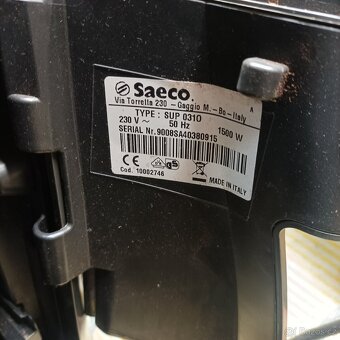 Saeco.
Via Torretta 230 - Gaggio M. - Bo - Italy
A
TYPE : SUP 031O
230 V ~ 50 Hz 1500 W
SERIAL Nr. 9008SA40380915
CE
MADE IN ITALY
Cod. 10002746